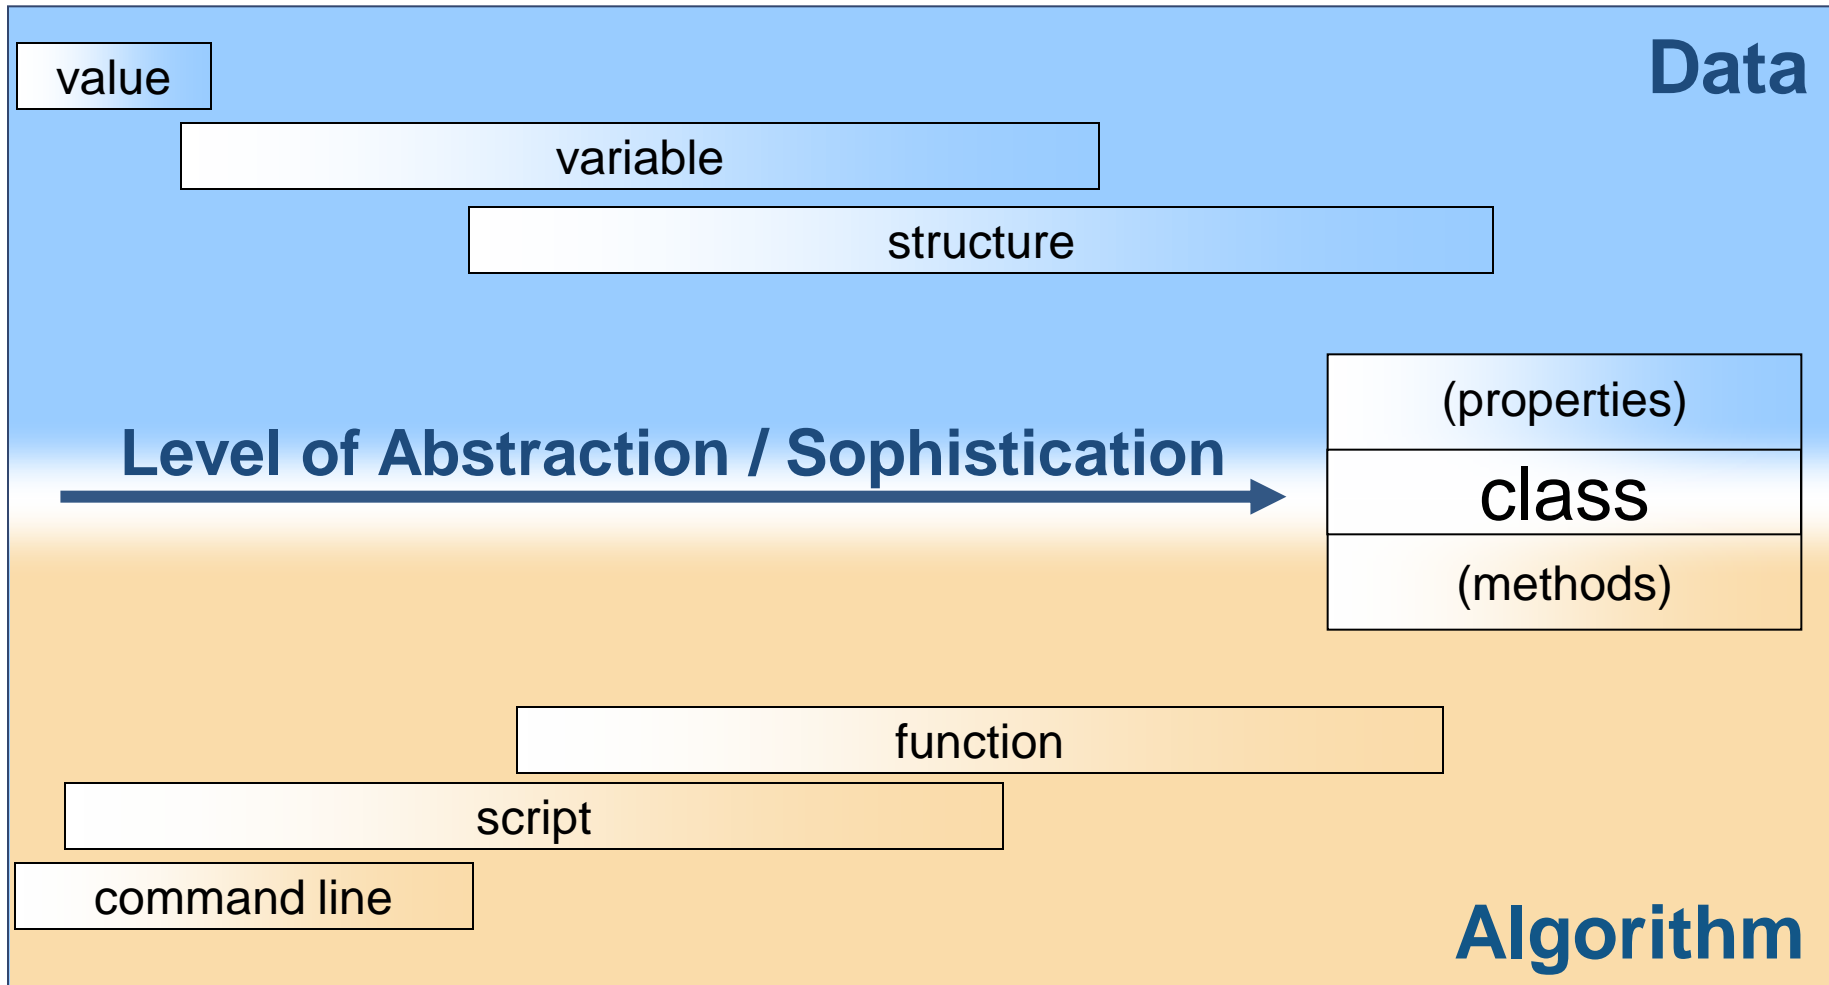 value
Data
variable
structure
(properties)
Level of Abstraction / Sophistication
class
(methods)
function
script
command line
Algorithm